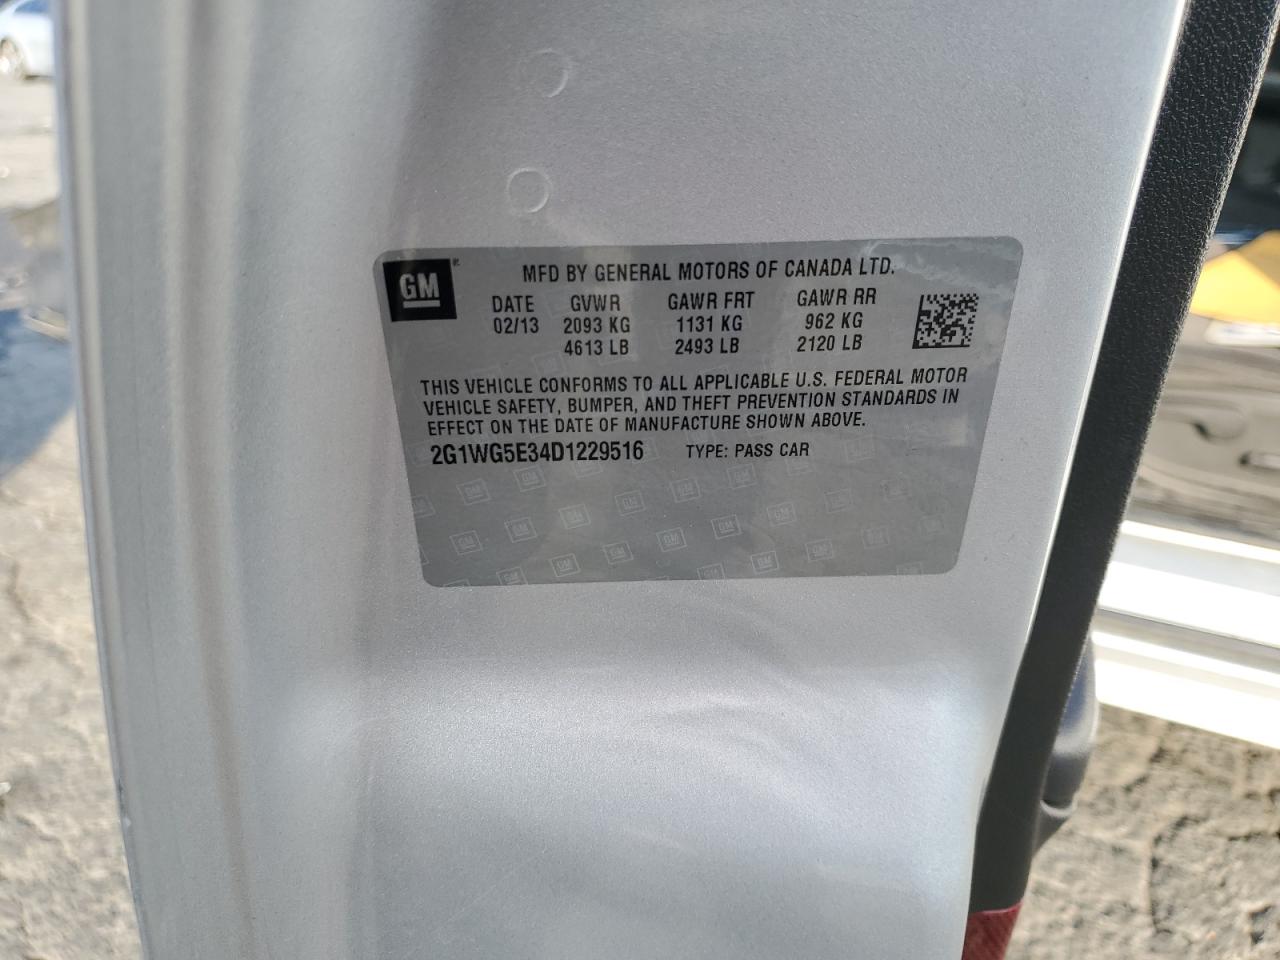 GM
MFD BY GENERAL MOTORS OF CANADA LTD.
DATE GVWR GAWR FRT GAWR RR
02/13 2093 KG 1131 KG 962 KG
4613 LB 2493 LB 2120 LB
THIS VEHICLE CONFORMS TO ALL APPLICABLE U.S. FEDERAL MOTOR
VEHICLE SAFETY, BUMPER, AND THEFT PREVENTION STANDARDS IN
EFFECT ON THE DATE OF MANUFACTURE SHOWN ABOVE.
2G1WG5E34D1229516 TYPE: PASS CAR